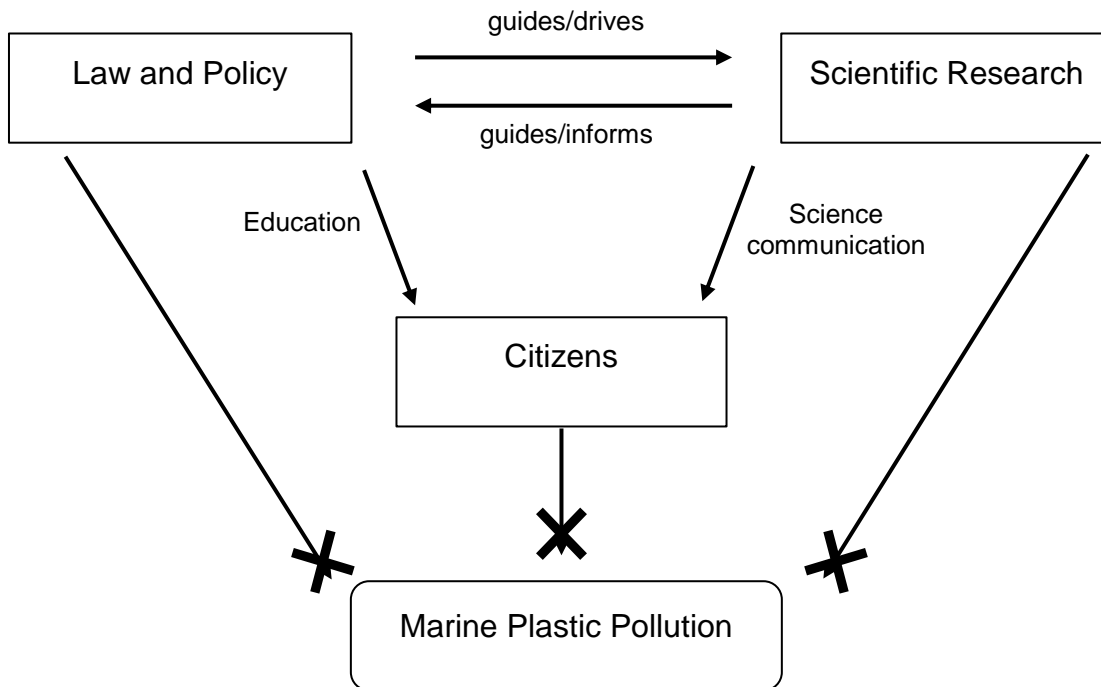 guides/drives
Law and Policy
Scientific Research
guides/informs
Education
Science
communication
Citizens
Marine Plastic Pollution